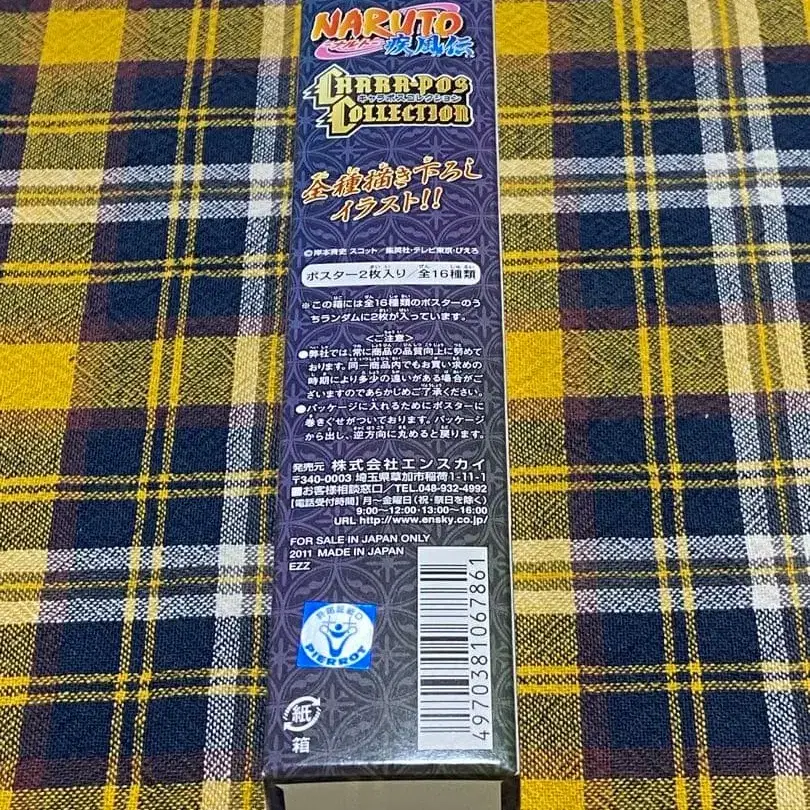 NARUTO
ナルト
疾風伝
CHARA-POS
キャラポスコレクション
COLLECTION
全種描き下ろし
イラスト!!
©岸本斉史 スコット/集英社・テレビ東京・ぴえろ
ポスター2枚入り/全16種類
※この箱には全16種類のポスターのう
ちランダムに2枚が入っています。
<ご注意>
●弊社では、常に商品の品質向上に努めて
おります。同一商品内でもお買い求めの
時期により多少の違いがある場合がご
ざいますのであらかじめご了承ください。
●パッケージに入れるためにポスターに
巻きぐせがついております。パッケージ
から出し、逆方向に丸めると戻ります。
発売元 株式会社エンスカイ
〒340-0003 埼玉県草加市稲荷1-11-1
■お客様相談窓口/TEL.048-932-4992
【電話受付時間】月~金曜日(祝・祭日を除く)
9:00~12:00・13:00~16:00
URL http://www.ensky.co.jp/
FOR SALE IN JAPAN ONLY
2011 MADE IN JAPAN
EZZ
許諾証紙
PIERROT
4970381067861
紙
箱